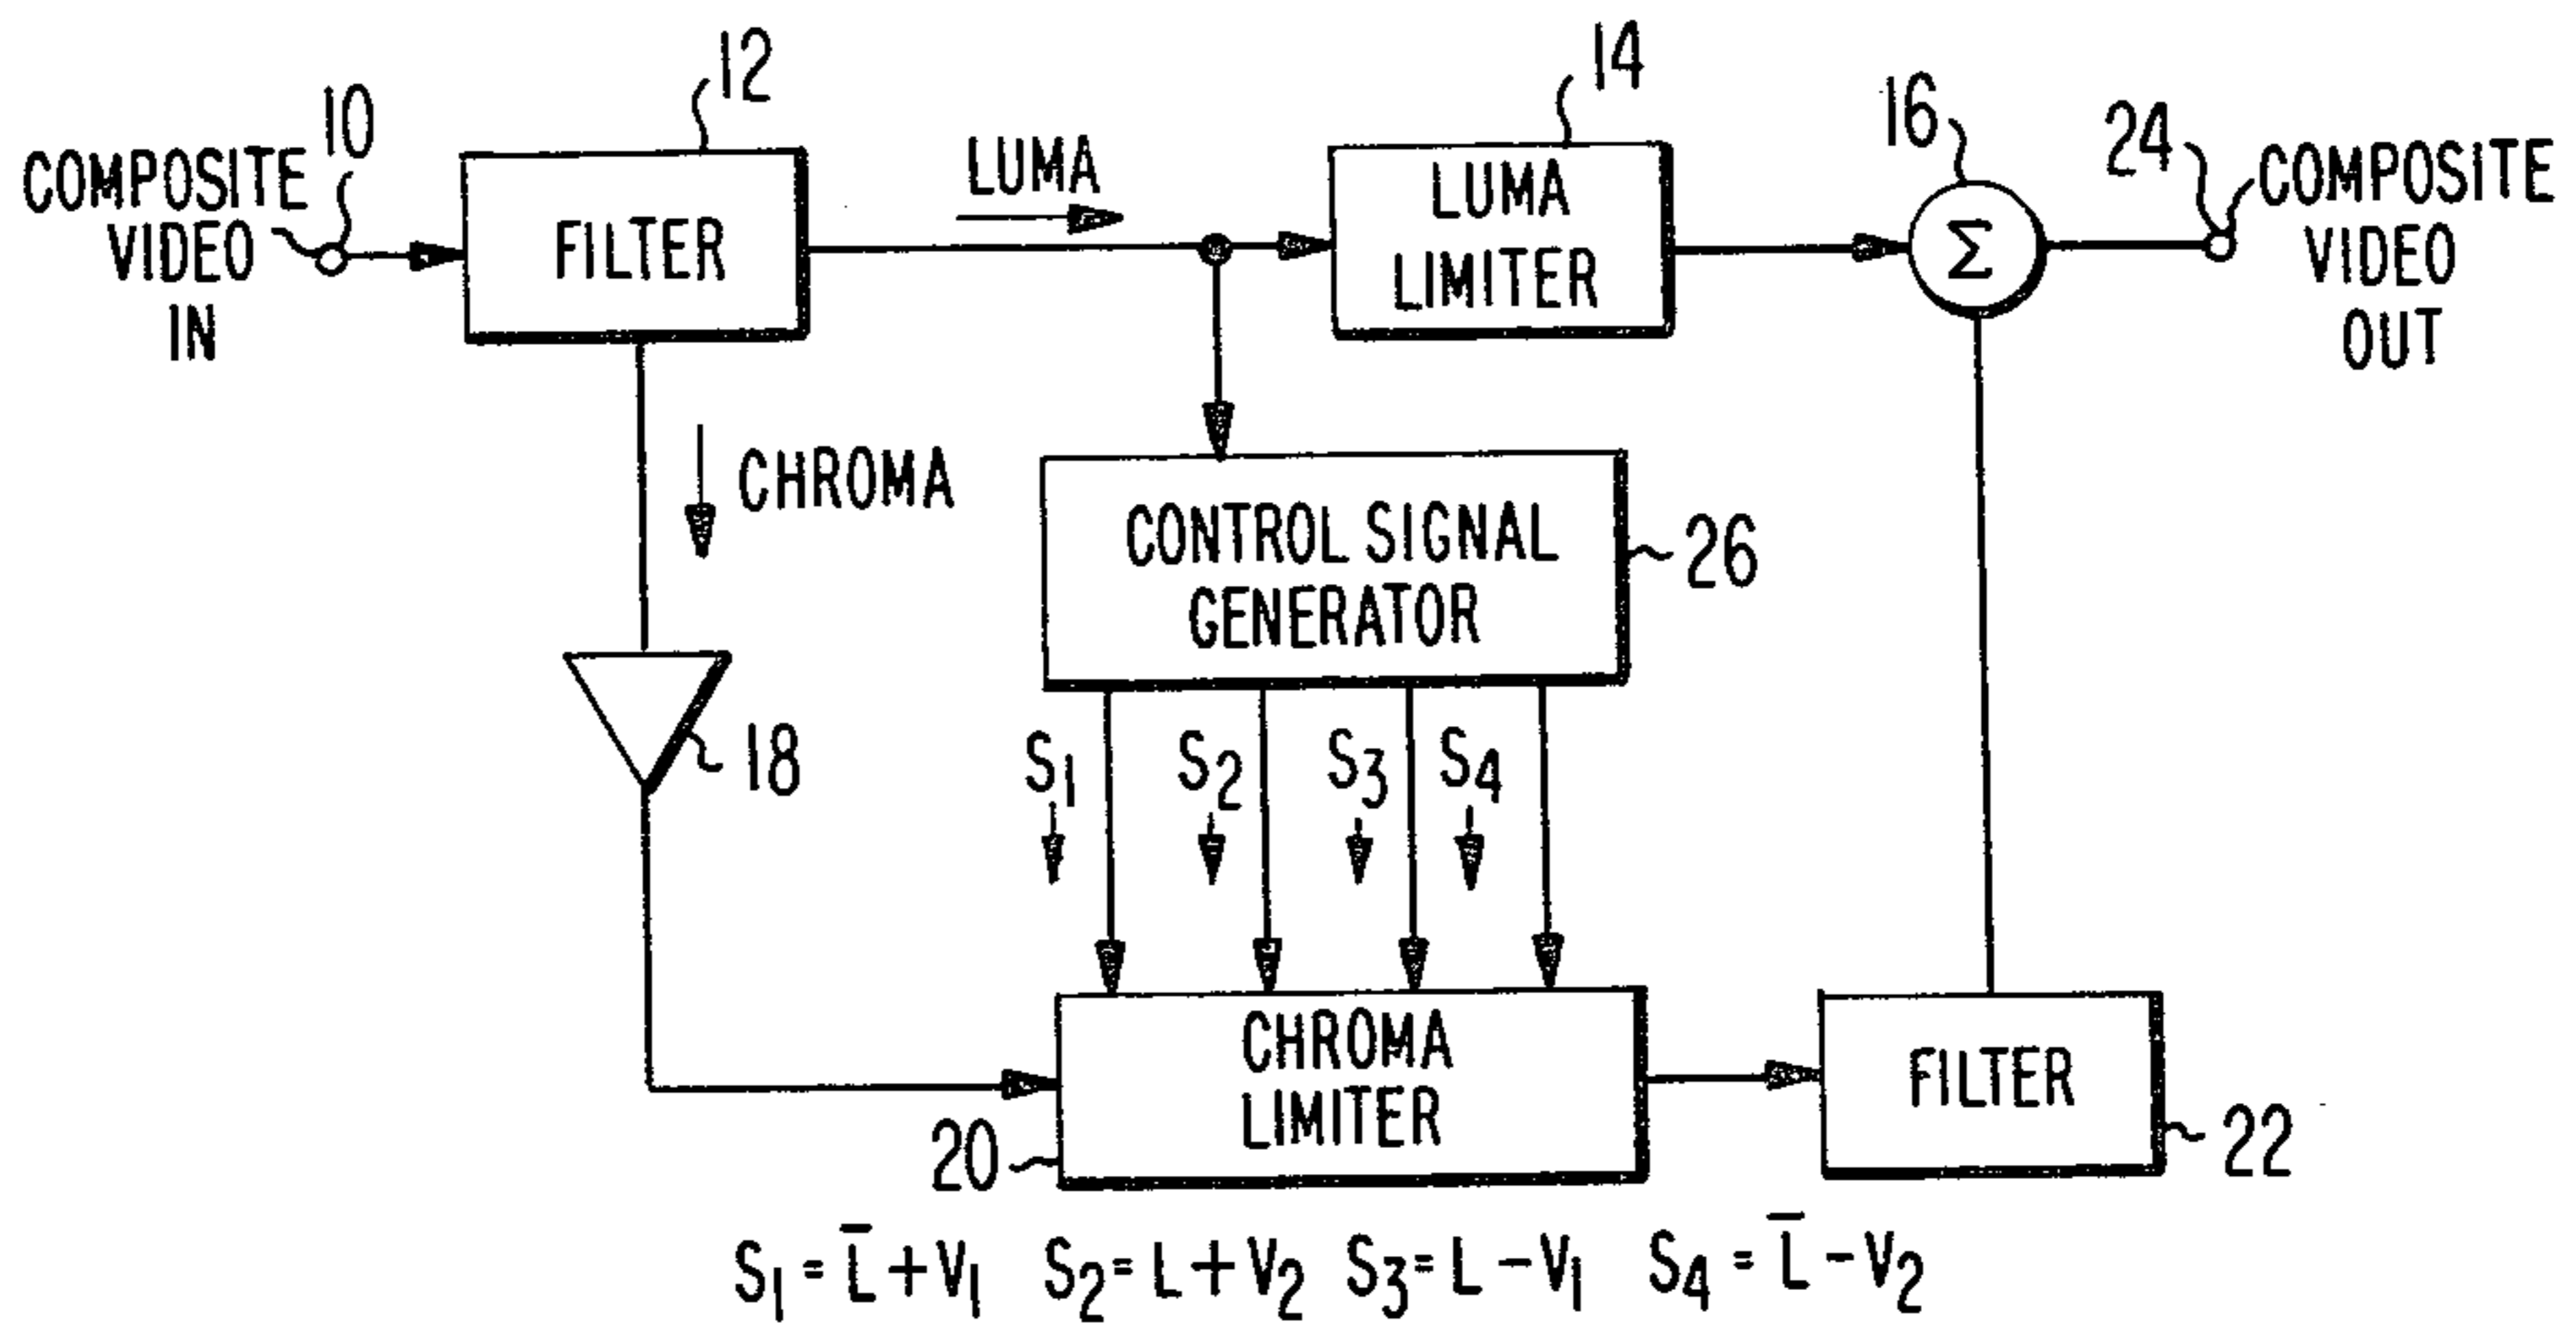 10
COMPOSITE
VIDEO
IN
12
FILTER
LUMA
14
LUMA
LIMITER
16
Σ
24
COMPOSITE
VIDEO
OUT
CHROMA
CONTROL SIGNAL
GENERATOR
26
18
S1 S2 S3 S4
CHROMA
LIMITER
20
FILTER
22
S1 = L̅ + V1 S2 = L + V2 S3 = L - V1 S4 = L̅ - V2